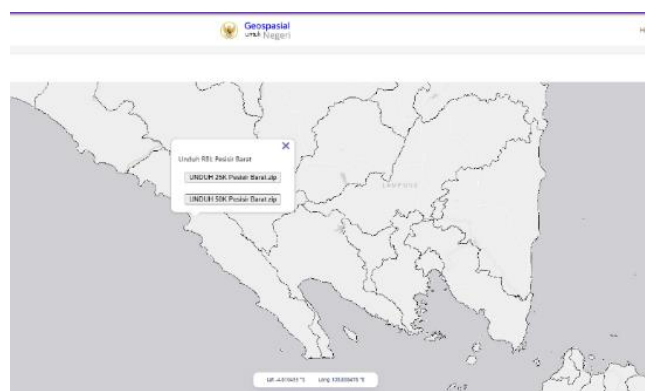 Geospasial
untuk Negeri
Unduh RBI: Pesisir Barat
UNDUH 25K Pesisir Barat.zip
UNDUH 50K Pesisir Barat.zip
LAMPUNG